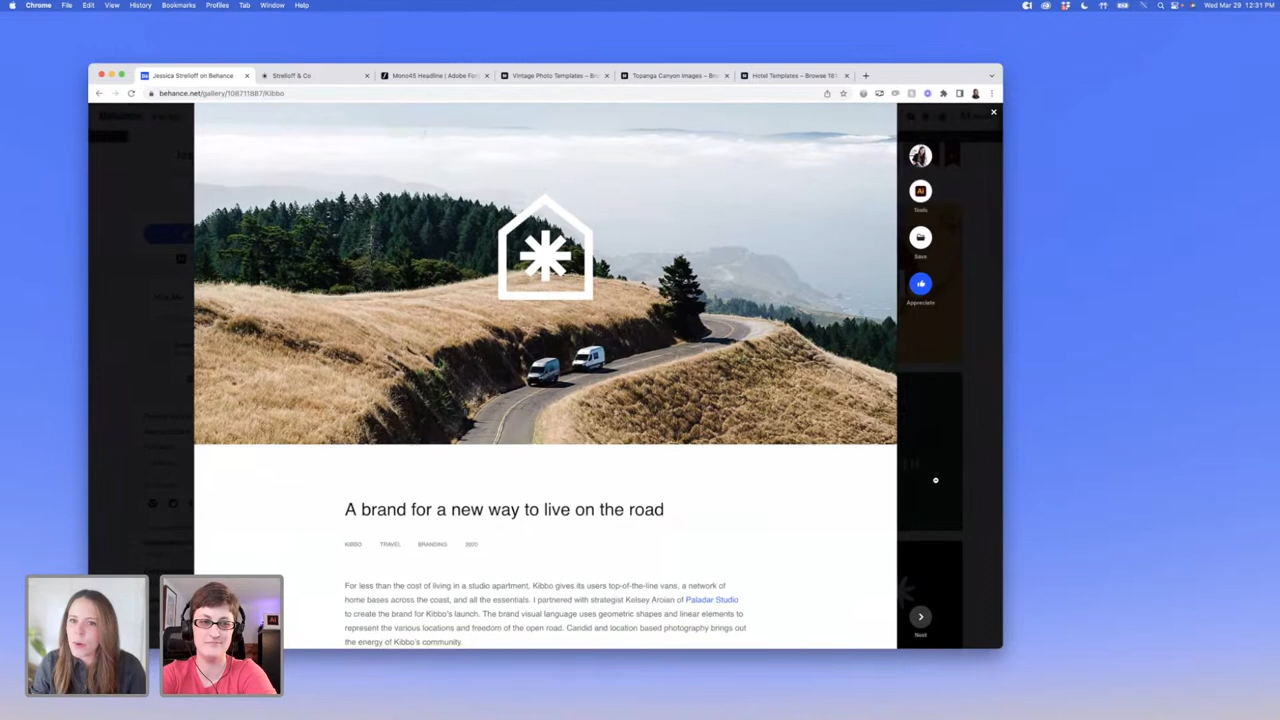 Chrome File Edit View History Bookmarks Profiles Tab Window Help
Wed Mar 29 12:31 PM
Jessica Strelloff on Behance
Strelloff & Co
Mono45 Headline | Adobe Fon
Vintage Photo Templates – Bro
Topanga Canyon Images – Brow
Hotel Templates – Browse 181
behance.net/gallery/108711887/Kibbo
Ai
Tools
Save
Appreciate
A brand for a new way to live on the road
KIBBO TRAVEL BRANDING 2020
For less than the cost of living in a studio apartment, Kibbo gives its users top-of-the-line vans, a network of
home bases across the coast, and all the essentials. I partnered with strategist Kelsey Aroian of Paladar Studio
to create the brand for Kibbo's launch. The brand visual language uses geometric shapes and linear elements to
represent the various locations and freedom of the open road. Candid and location based photography brings out
the energy of Kibbo's community.
Next